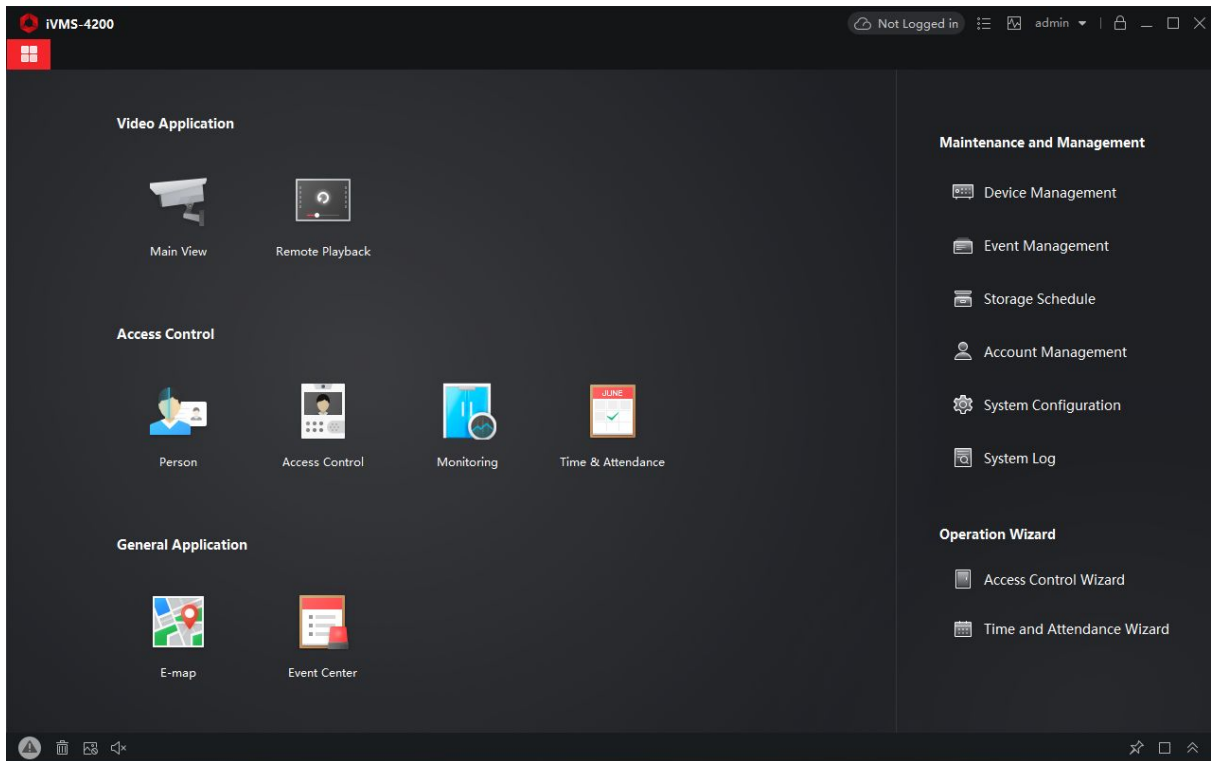 iVMS-4200
Not Logged in
admin
Video Application
Main View
Remote Playback
Access Control
JUNE
Person
Access Control
Monitoring
Time & Attendance
General Application
E-map
Event Center
Maintenance and Management
Device Management
Event Management
Storage Schedule
Account Management
System Configuration
System Log
Operation Wizard
Access Control Wizard
Time and Attendance Wizard